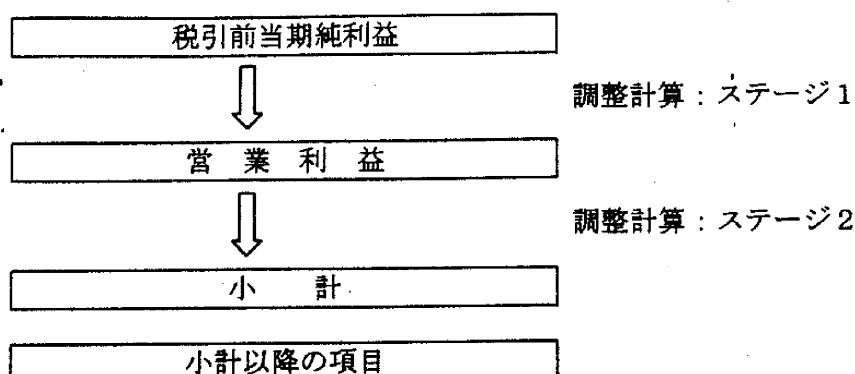 税引前当期純利益
調整計算：ステージ1
営業利益
調整計算：ステージ2
小計
小計以降の項目